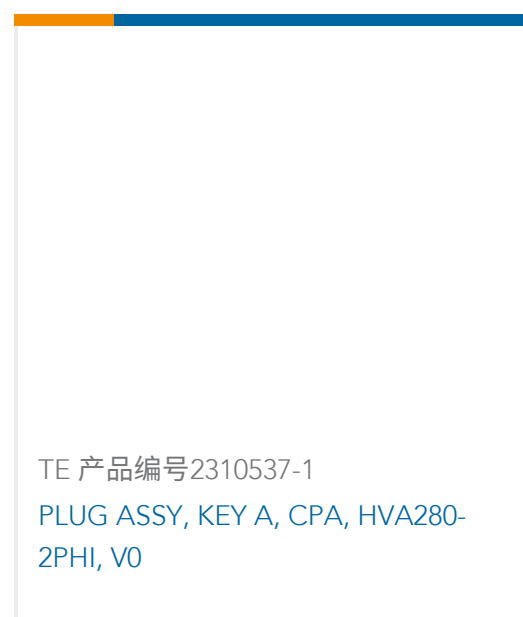 TE 产品编号2310537-1
PLUG ASSY, KEY A, CPA, HVA280-
2PHI, V0